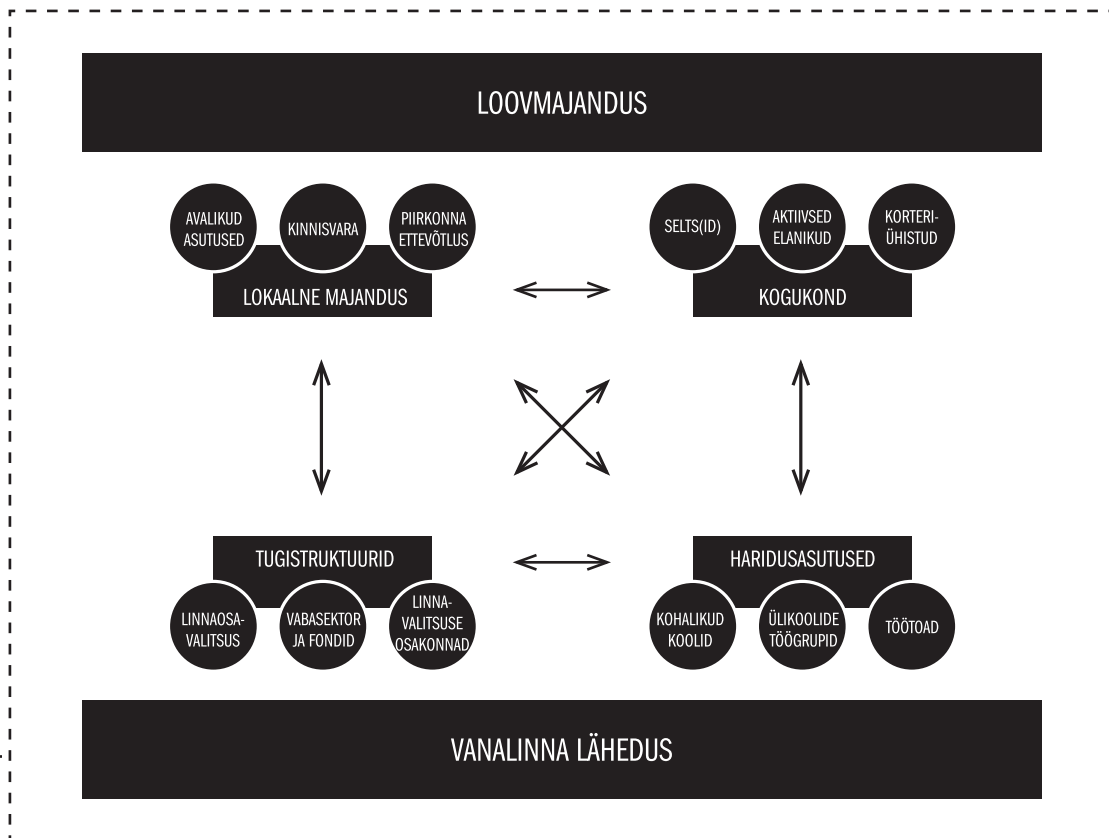 LOOVMAJANDUS
AVALIKUD
ASUTUSED
KINNISVARA
PIIRKONNA
ETTEVÕTLUS
LOKAALNE MAJANDUS
SELTS(ID)
AKTIIVSED
ELANIKUD
KORTERI-
ÜHISTUD
KOGUKOND
TUGISTRUKTUURID
LINNAOSA-
VALITSUS
VABASEKTOR
JA FONDID
LINNA-
VALITSUSE
OSAKONNAD
HARIDUSASUTUSED
KOHALIKUD
KOOLID
ÜLIKOOLIDE
TÖÖGRUPID
TÖÖTOAD
VANALINNA LÄHEDUS